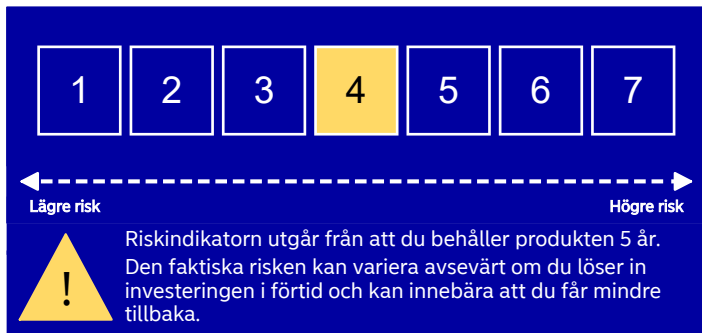 1 2 3 4 5 6 7
Lägre risk Högre risk
Riskindikatorn utgår från att du behåller produkten 5 år.
Den faktiska risken kan variera avsevärt om du löser in
investeringen i förtid och kan innebära att du får mindre
tillbaka.
!